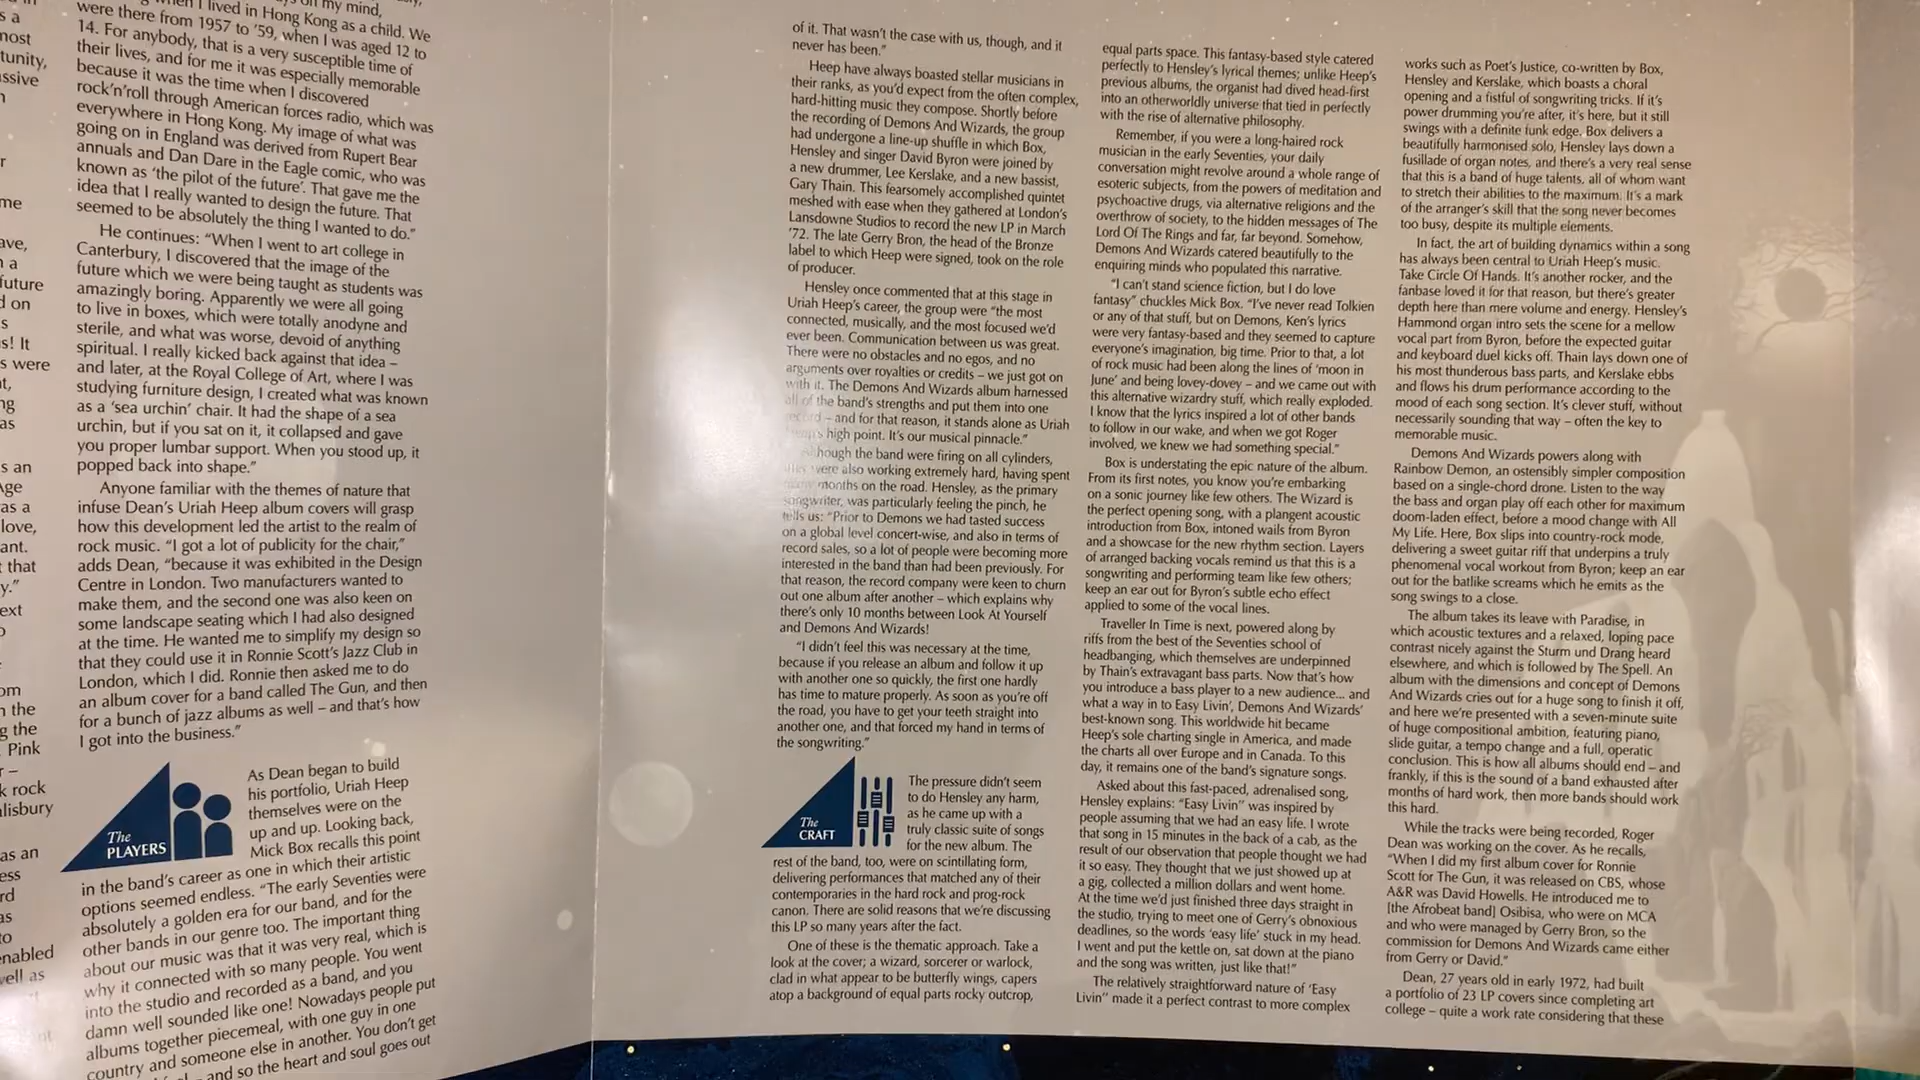 s a
most
tunity,
ssive
r
me
ave,
n a
future
d on
s
s! It
s were
at,
ng
as
s an
Age
as a
love,
ant.
t that
y."
ext
om
n the
g the
Pink
r –
k rock
alisbury
as an
ess
rd
as
to
enabled
well as
on my mind,
when I lived in Hong Kong as a child. We
were there from 1957 to '59, when I was aged 12 to
14. For anybody, that is a very susceptible time of
their lives, and for me it was especially memorable
because it was the time when I discovered
rock'n'roll through American forces radio, which was
everywhere in Hong Kong. My image of what was
going on in England was derived from Rupert Bear
annuals and Dan Dare in the Eagle comic, who was
known as 'the pilot of the future'. That gave me the
idea that I really wanted to design the future. That
seemed to be absolutely the thing I wanted to do."
He continues: "When I went to art college in
Canterbury, I discovered that the image of the
future which we were being taught as students was
amazingly boring. Apparently we were all going
to live in boxes, which were totally anodyne and
sterile, and what was worse, devoid of anything
spiritual. I really kicked back against that idea –
and later, at the Royal College of Art, where I was
studying furniture design, I created what was known
as a 'sea urchin' chair. It had the shape of a sea
urchin, but if you sat on it, it collapsed and gave
you proper lumbar support. When you stood up, it
popped back into shape."
Anyone familiar with the themes of nature that
infuse Dean's Uriah Heep album covers will grasp
how this development led the artist to the realm of
rock music. "I got a lot of publicity for the chair,"
adds Dean, "because it was exhibited in the Design
Centre in London. Two manufacturers wanted to
make them, and the second one was also keen on
some landscape seating which I had also designed
at the time. He wanted me to simplify my design so
that they could use it in Ronnie Scott's Jazz Club in
London, which I did. Ronnie then asked me to do
an album cover for a band called The Gun, and then
for a bunch of jazz albums as well – and that's how
I got into the business."
The
PLAYERS
As Dean began to build
his portfolio, Uriah Heep
themselves were on the
up and up. Looking back,
Mick Box recalls this point
in the band's career as one in which their artistic
options seemed endless. "The early Seventies were
absolutely a golden era for our band, and for the
other bands in our genre too. The important thing
about our music was that it was very real, which is
why it connected with so many people. You went
into the studio and recorded as a band, and you
damn well sounded like one! Nowadays people put
albums together piecemeal, with one guy in one
country and someone else in another. You don't get
and so the heart and soul goes out
of it. That wasn't the case with us, though, and it
never has been."
Heep have always boasted stellar musicians in
their ranks, as you'd expect from the often complex,
hard-hitting music they compose. Shortly before
the recording of Demons And Wizards, the group
had undergone a line-up shuffle in which Box,
Hensley and singer David Byron were joined by
a new drummer, Lee Kerslake, and a new bassist,
Gary Thain. This fearsomely accomplished quintet
meshed with ease when they gathered at London's
Lansdowne Studios to record the new LP in March
'72. The late Gerry Bron, the head of the Bronze
label to which Heep were signed, took on the role
of producer.
Hensley once commented that at this stage in
Uriah Heep's career, the group were "the most
connected, musically, and the most focused we'd
ever been. Communication between us was great.
There were no obstacles and no egos, and no
arguments over royalties or credits – we just got on
with it. The Demons And Wizards album harnessed
all of the band's strengths and put them into one
record – and for that reason, it stands alone as Uriah
Heep's high point. It's our musical pinnacle."
Although the band were firing on all cylinders,
they were also working extremely hard, having spent
many months on the road. Hensley, as the primary
songwriter, was particularly feeling the pinch, he
tells us: "Prior to Demons we had tasted success
on a global level concert-wise, and also in terms of
record sales, so a lot of people were becoming more
interested in the band than had been previously. For
that reason, the record company were keen to churn
out one album after another – which explains why
there's only 10 months between Look At Yourself
and Demons And Wizards!
"I didn't feel this was necessary at the time,
because if you release an album and follow it up
with another one so quickly, the first one hardly
has time to mature properly. As soon as you're off
the road, you have to get your teeth straight into
another one, and that forced my hand in terms of
the songwriting."
The
CRAFT
The pressure didn't seem
to do Hensley any harm,
as he came up with a
truly classic suite of songs
for the new album. The
rest of the band, too, were on scintillating form,
delivering performances that matched any of their
contemporaries in the hard rock and prog-rock
canon. There are solid reasons that we're discussing
this LP so many years after the fact.
One of these is the thematic approach. Take a
look at the cover; a wizard, sorcerer or warlock,
clad in what appear to be butterfly wings, capers
atop a background of equal parts rocky outcrop,
equal parts space. This fantasy-based style catered
perfectly to Hensley's lyrical themes; unlike Heep's
previous albums, the organist had dived head-first
into an otherworldly universe that tied in perfectly
with the rise of alternative philosophy.
Remember, if you were a long-haired rock
musician in the early Seventies, your daily
conversation might revolve around a whole range of
esoteric subjects, from the powers of meditation and
psychoactive drugs, via alternative religions and the
overthrow of society, to the hidden messages of The
Lord Of The Rings and far, far beyond. Somehow,
Demons And Wizards catered beautifully to the
enquiring minds who populated this narrative.
"I can't stand science fiction, but I do love
fantasy" chuckles Mick Box. "I've never read Tolkien
or any of that stuff, but on Demons, Ken's lyrics
were very fantasy-based and they seemed to capture
everyone's imagination, big time. Prior to that, a lot
of rock music had been along the lines of 'moon in
June' and being lovey-dovey – and we came out with
this alternative wizardry stuff, which really exploded.
I know that the lyrics inspired a lot of other bands
to follow in our wake, and when we got Roger
involved, we knew we had something special."
Box is understating the epic nature of the album.
From its first notes, you know you're embarking
on a sonic journey like few others. The Wizard is
the perfect opening song, with a plangent acoustic
introduction from Box, intoned wails from Byron
and a showcase for the new rhythm section. Layers
of arranged backing vocals remind us that this is a
songwriting and performing team like few others;
keep an ear out for Byron's subtle echo effect
applied to some of the vocal lines.
Traveller In Time is next, powered along by
riffs from the best of the Seventies school of
headbanging, which themselves are underpinned
by Thain's extravagant bass parts. Now that's how
you introduce a bass player to a new audience... and
what a way in to Easy Livin', Demons And Wizards'
best-known song. This worldwide hit became
Heep's sole charting single in America, and made
the charts all over Europe and in Canada. To this
day, it remains one of the band's signature songs.
Asked about this fast-paced, adrenalised song,
Hensley explains: "Easy Livin'' was inspired by
people assuming that we had an easy life. I wrote
that song in 15 minutes in the back of a cab, as the
result of our observation that people thought we had
it so easy. They thought that we just showed up at
a gig, collected a million dollars and went home.
At the time we'd just finished three days straight in
the studio, trying to meet one of Gerry's obnoxious
deadlines, so the words 'easy life' stuck in my head.
I went and put the kettle on, sat down at the piano
and the song was written, just like that!"
The relatively straightforward nature of 'Easy
Livin'' made it a perfect contrast to more complex
works such as Poet's Justice, co-written by Box,
Hensley and Kerslake, which boasts a choral
opening and a fistful of songwriting tricks. If it's
power drumming you're after, it's here, but it still
swings with a definite funk edge. Box delivers a
beautifully harmonised solo, Hensley lays down a
fusillade of organ notes, and there's a very real sense
that this is a band of huge talents, all of whom want
to stretch their abilities to the maximum. It's a mark
of the arranger's skill that the song never becomes
too busy, despite its multiple elements.
In fact, the art of building dynamics within a song
has always been central to Uriah Heep's music.
Take Circle Of Hands. It's another rocker, and the
fanbase loved it for that reason, but there's greater
depth here than mere volume and energy. Hensley's
Hammond organ intro sets the scene for a mellow
vocal part from Byron, before the expected guitar
and keyboard duel kicks off. Thain lays down one of
his most thunderous bass parts, and Kerslake ebbs
and flows his drum performance according to the
mood of each song section. It's clever stuff, without
necessarily sounding that way – often the key to
memorable music.
Demons And Wizards powers along with
Rainbow Demon, an ostensibly simpler composition
based on a single-chord drone. Listen to the way
the bass and organ play off each other for maximum
doom-laden effect, before a mood change with All
My Life. Here, Box slips into country-rock mode,
delivering a sweet guitar riff that underpins a truly
phenomenal vocal workout from Byron; keep an ear
out for the batlike screams which he emits as the
song swings to a close.
The album takes its leave with Paradise, in
which acoustic textures and a relaxed, loping pace
contrast nicely against the Sturm und Drang heard
elsewhere, and which is followed by The Spell. An
album with the dimensions and concept of Demons
And Wizards cries out for a huge song to finish it off,
and here we're presented with a seven-minute suite
of huge compositional ambition, featuring piano,
slide guitar, a tempo change and a full, operatic
conclusion. This is how all albums should end – and
frankly, if this is the sound of a band exhausted after
months of hard work, then more bands should work
this hard.
While the tracks were being recorded, Roger
Dean was working on the cover. As he recalls,
"When I did my first album cover for Ronnie
Scott for The Gun, it was released on CBS, whose
A&R was David Howells. He introduced me to
[the Afrobeat band] Osibisa, who were on MCA
and who were managed by Gerry Bron, so the
commission for Demons And Wizards came either
from Gerry or David."
Dean, 27 years old in early 1972, had built
a portfolio of 23 LP covers since completing art
college – quite a work rate considering that these